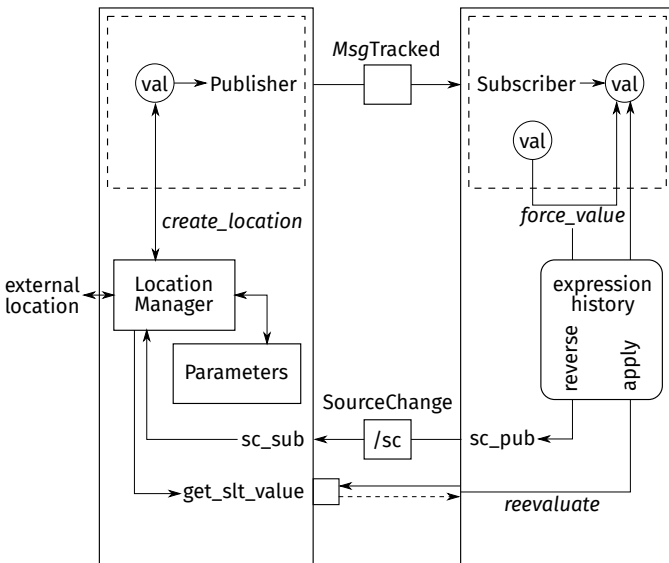 MsgTracked
val
Publisher
Subscriber
val
val
create_location
force_value
external
location
Location
Manager
expression
history
reverse
apply
Parameters
SourceChange
sc_sub
/sc
sc_pub
get_slt_value
reevaluate